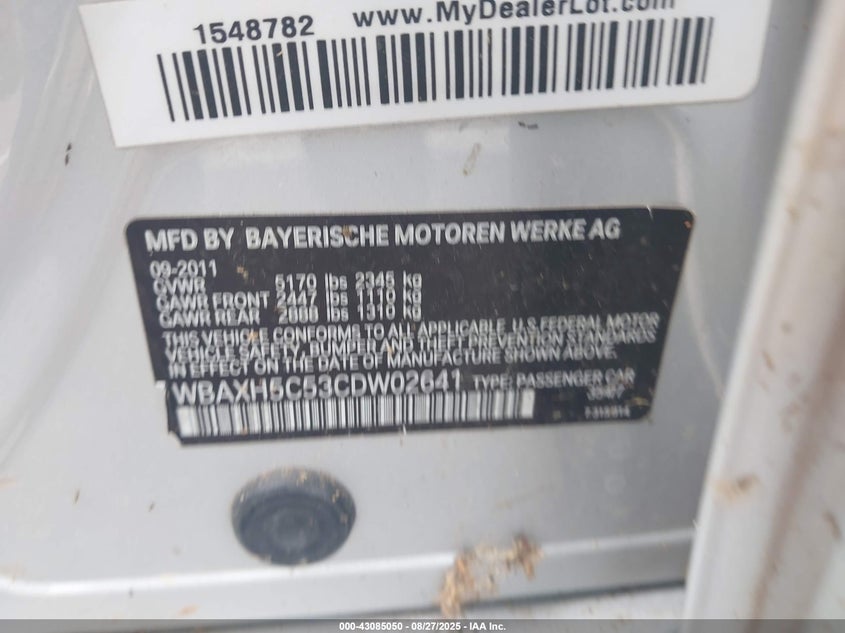 1548782 www.MyDealerLot.com
MFD BY BAYERISCHE MOTOREN WERKE AG
09-2011
GVWR 5170 lbs 2345 kg
GAWR FRONT 2447 lbs 1110 kg
GAWR REAR 2888 lbs 1310 kg
THIS VEHICLE CONFORMS TO ALL APPLICABLE U.S. FEDERAL MOTOR
VEHICLE SAFETY, BUMPER AND THEFT PREVENTION STANDARDS
IN EFFECT ON THE DATE OF MANUFACTURE SHOWN ABOVE.
WBAXH5C53CDW02641 TYPE: PASSENGER CAR
000-43085050 - 08/27/2025 - IAA Inc.